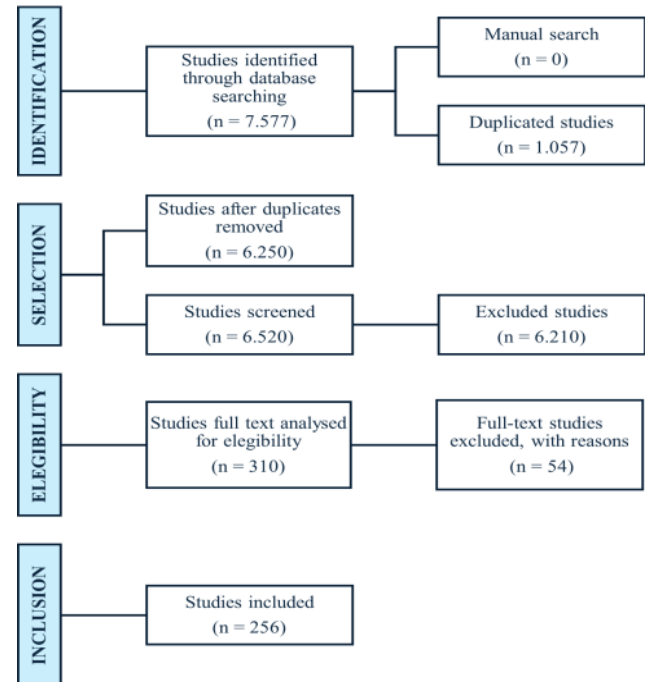 IDENTIFICATION
Studies identified
through database
searching
(n = 7.577)
Manual search
(n = 0)
Duplicated studies
(n = 1.057)
SELECTION
Studies after duplicates
removed
(n = 6.250)
Studies screened
(n = 6.520)
Excluded studies
(n = 6.210)
ELEGIBILITY
Studies full text analysed
for elegibility
(n = 310)
Full-text studies
excluded, with reasons
(n = 54)
INCLUSION
Studies included
(n = 256)